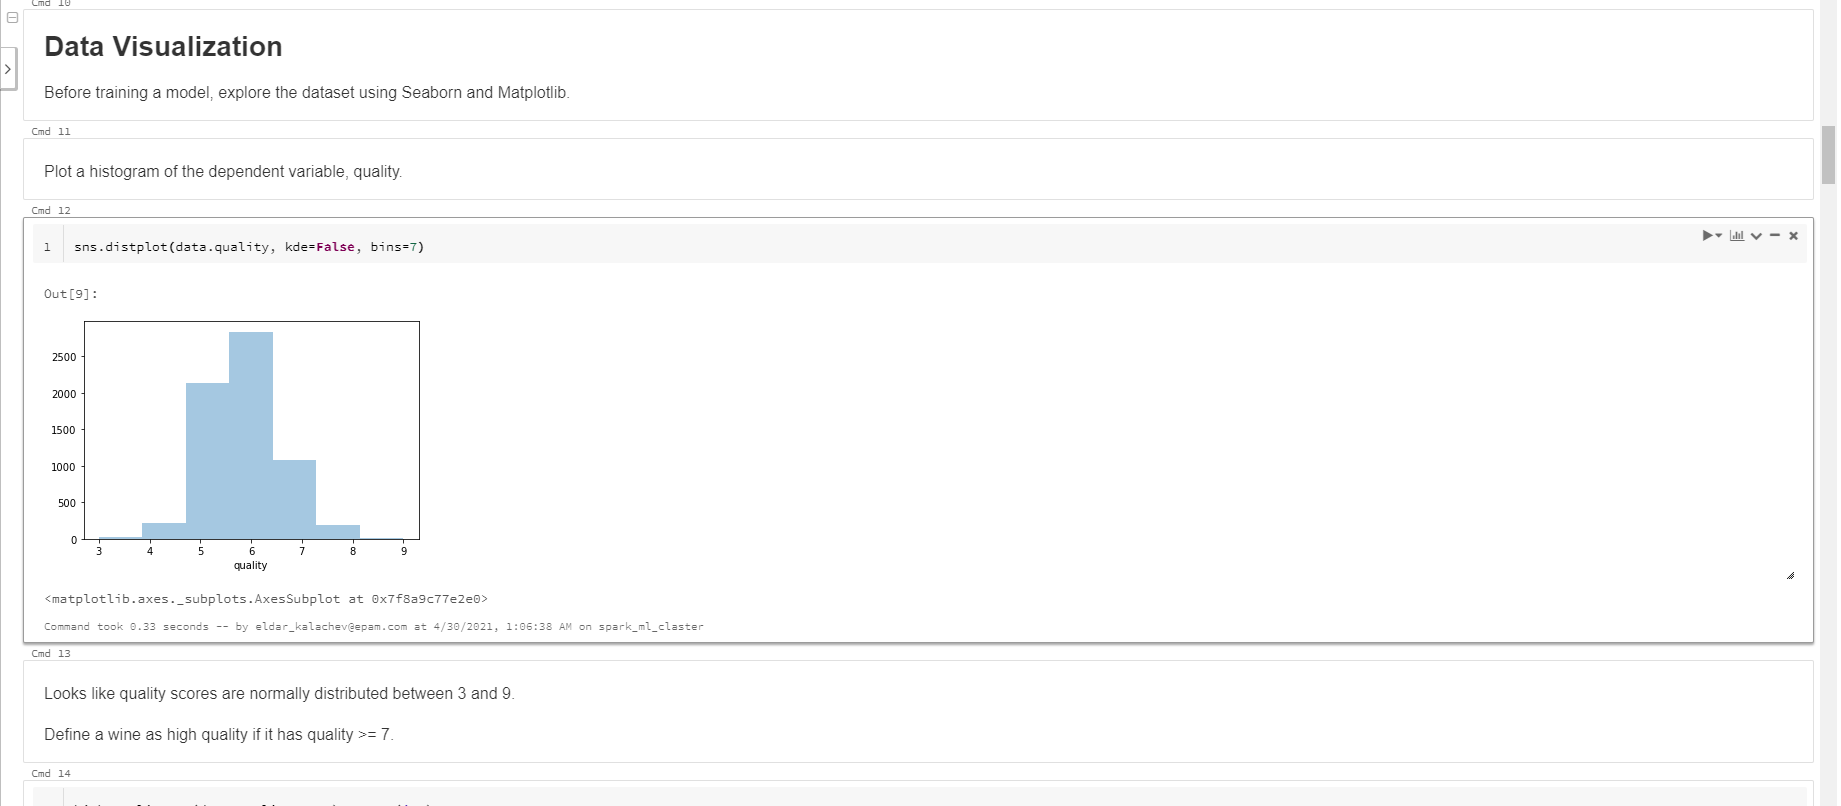 Cmd 10
Data Visualization
Before training a model, explore the dataset using Seaborn and Matplotlib.
Cmd 11
Plot a histogram of the dependent variable, quality.
Cmd 12
1 sns.distplot(data.quality, kde=False, bins=7)
Out[9]:
2500
2000
1500
1000
500
0
3 4 5 6 7 8 9
quality
<matplotlib.axes._subplots.AxesSubplot at 0x7f8a9c77e2e0>
Command took 0.33 seconds -- by eldar_kalachev@epam.com at 4/30/2021, 1:06:38 AM on spark_ml_claster
Cmd 13
Looks like quality scores are normally distributed between 3 and 9.
Define a wine as high quality if it has quality >= 7.
Cmd 14